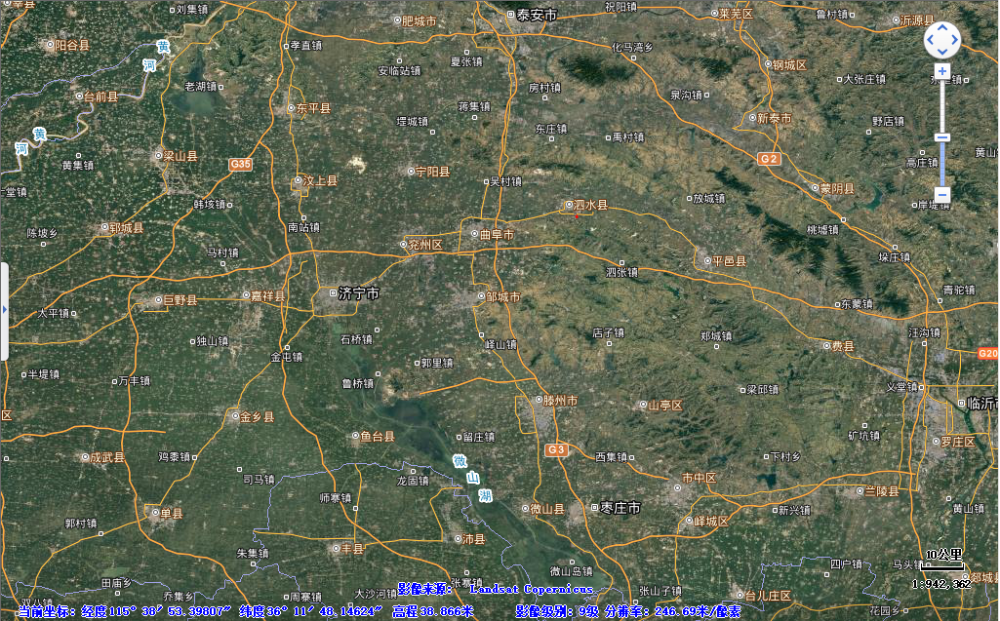 莘县
刘集镇
肥城市
泰安市
祝阳镇
莱芜区
鲁村镇
沂源县
阳谷县
黄
河
孝直镇
安临站镇
夏张镇
化马湾乡
钢城区
大张庄镇
老湖镇
房村镇
泉沟镇
台前县
东平县
蒋集镇
堽城镇
东庄镇
禹村镇
新泰市
野店镇
黄
河
梁山县
黄集镇
G35
G2
高庄镇
黄山
汶上县
宁阳县
吴村镇
蒙阴县
岸堤镇
韩垓镇
泗水县
放城镇
陈坡乡
郓城县
南站镇
兖州区
曲阜市
桃墟镇
马村镇
泗张镇
平邑县
垛庄镇
巨野县
嘉祥县
济宁市
邹城市
青驼镇
太平镇
东蒙镇
独山镇
石桥镇
峄山镇
店子镇
郑城镇
费县
汪沟镇
金屯镇
郭里镇
G20
半堤镇
万丰镇
鲁桥镇
梁邱镇
义堂镇
滕州市
山亭区
临沂市
区
金乡县
鱼台县
留庄镇
矿坑镇
罗庄区
成武县
鸡黍镇
G3
西集镇
下村乡
微
山
湖
司马镇
龙固镇
市中区
兰陵县
师寨镇
微山县
枣庄市
新兴镇
黄山镇
单县
峄城区
郭村镇
沛县
丰县
朱集镇
微山岛镇
四户镇
马头镇
10公里
1:942,362
郯城县
田庙乡
乔集乡
周寨镇
大沙河镇
张寨镇
张山子镇
台儿庄区
花园乡
影像来源： Landsat Copernicus
当前坐标：经度115° 38′ 53.39807″ 纬度36° 11′ 48.14624″ 高程38.866米 影像级别：9级 分辨率：246.69米/像素